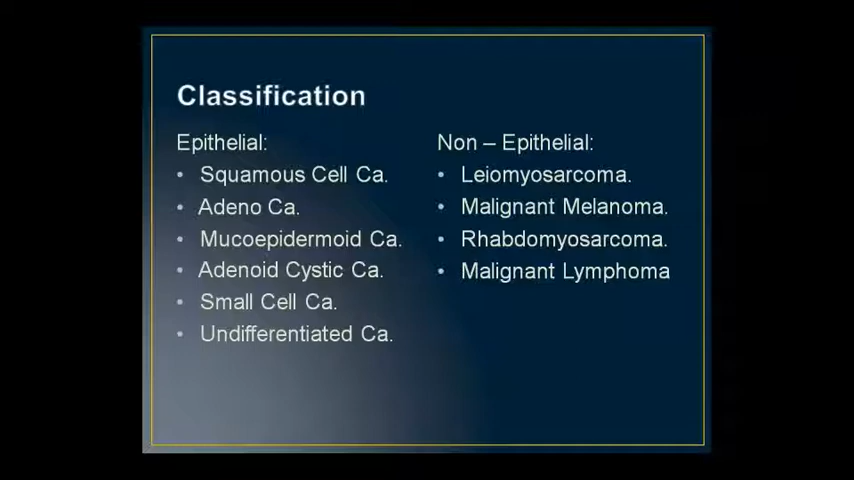 Classification
Epithelial:
• Squamous Cell Ca.
• Adeno Ca.
• Mucoepidermoid Ca.
• Adenoid Cystic Ca.
• Small Cell Ca.
• Undifferentiated Ca.
Non – Epithelial:
• Leiomyosarcoma.
• Malignant Melanoma.
• Rhabdomyosarcoma.
• Malignant Lymphoma